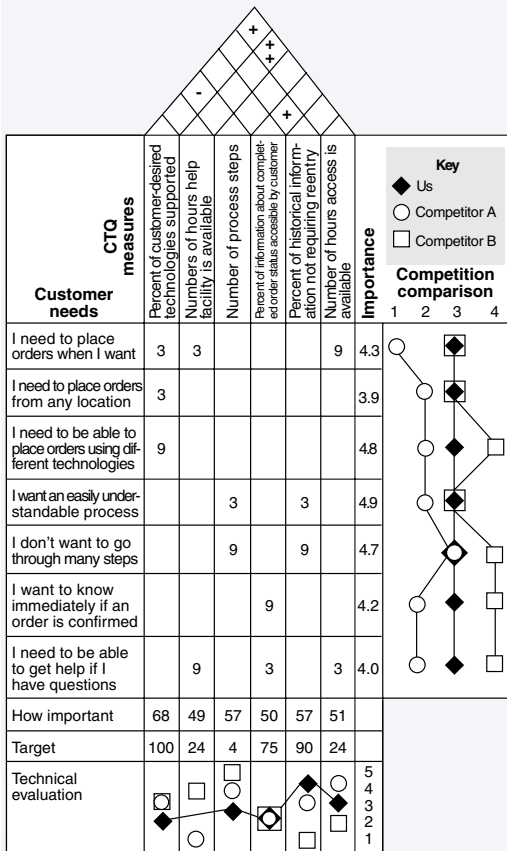 +
+
+
-
+
CTQ
measures
Customer
needs
Percent of customer-desired
technologies supported
Numbers of hours help
facility is available
Number of process steps
Percent of information about complet-
ed order status accesible by customer
Percent of historical inform-
ation not requiring reentry
Number of hours access is
available
Importance
Key
Us
Competitor A
Competitor B
Competition
comparison
1 2 3 4
I need to place
orders when I want
3 3 9 4.3
I need to place orders
from any location
3 3.9
I need to be able to
place orders using dif-
ferent technologies
9 4.8
I want an easily under-
standable process
3 3 4.9
I don’t want to go
through many steps
9 9 4.7
I want to know
immediately if an
order is confirmed
9 4.2
I need to be able
to get help if I
have questions
9 3 3 4.0
How important 68 49 57 50 57 51
Target 100 24 4 75 90 24
Technical
evaluation
5
4
3
2
1